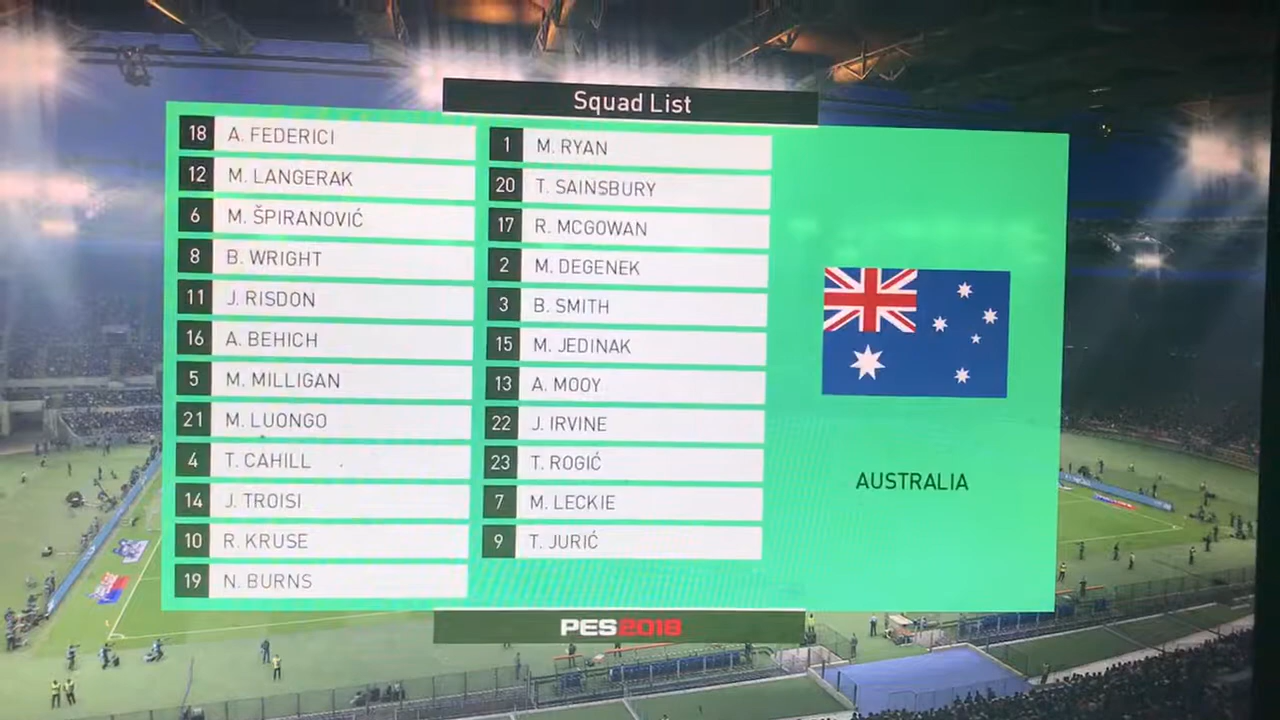 Squad List
18 A. FEDERICI
12 M. LANGERAK
6 M. ŠPIRANOVIĆ
8 B. WRIGHT
11 J. RISDON
16 A. BEHICH
5 M. MILLIGAN
21 M. LUONGO
4 T. CAHILL
14 J. TROISI
10 R. KRUSE
19 N. BURNS
1 M. RYAN
20 T. SAINSBURY
17 R. MCGOWAN
2 M. DEGENEK
3 B. SMITH
15 M. JEDINAK
13 A. MOOY
22 J. IRVINE
23 T. ROGIĆ
7 M. LECKIE
9 T. JURIĆ
AUSTRALIA
PES2018